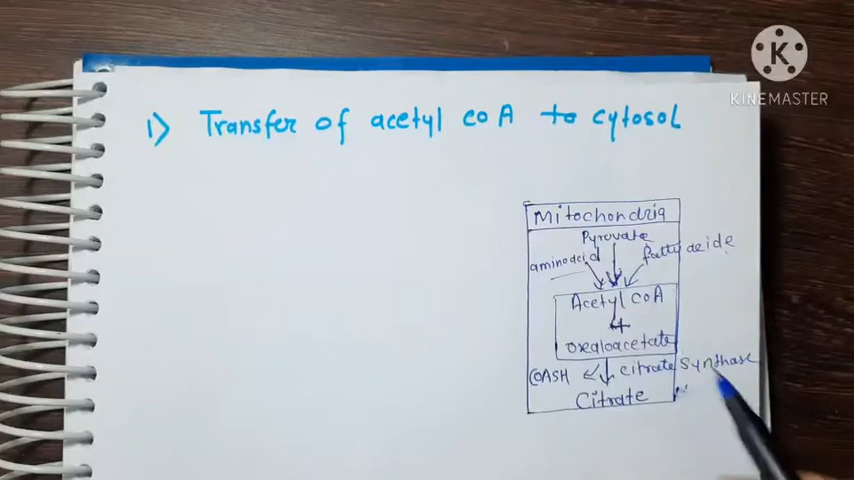 K
KINEMASTER
1) Transfer of acetyl coA to cytosol
Mitochondria
Pyruvate
aminoacid
fatty acide
Acetyl coA
+
oxaloacetate
COASH
citrate synthase
Citrate